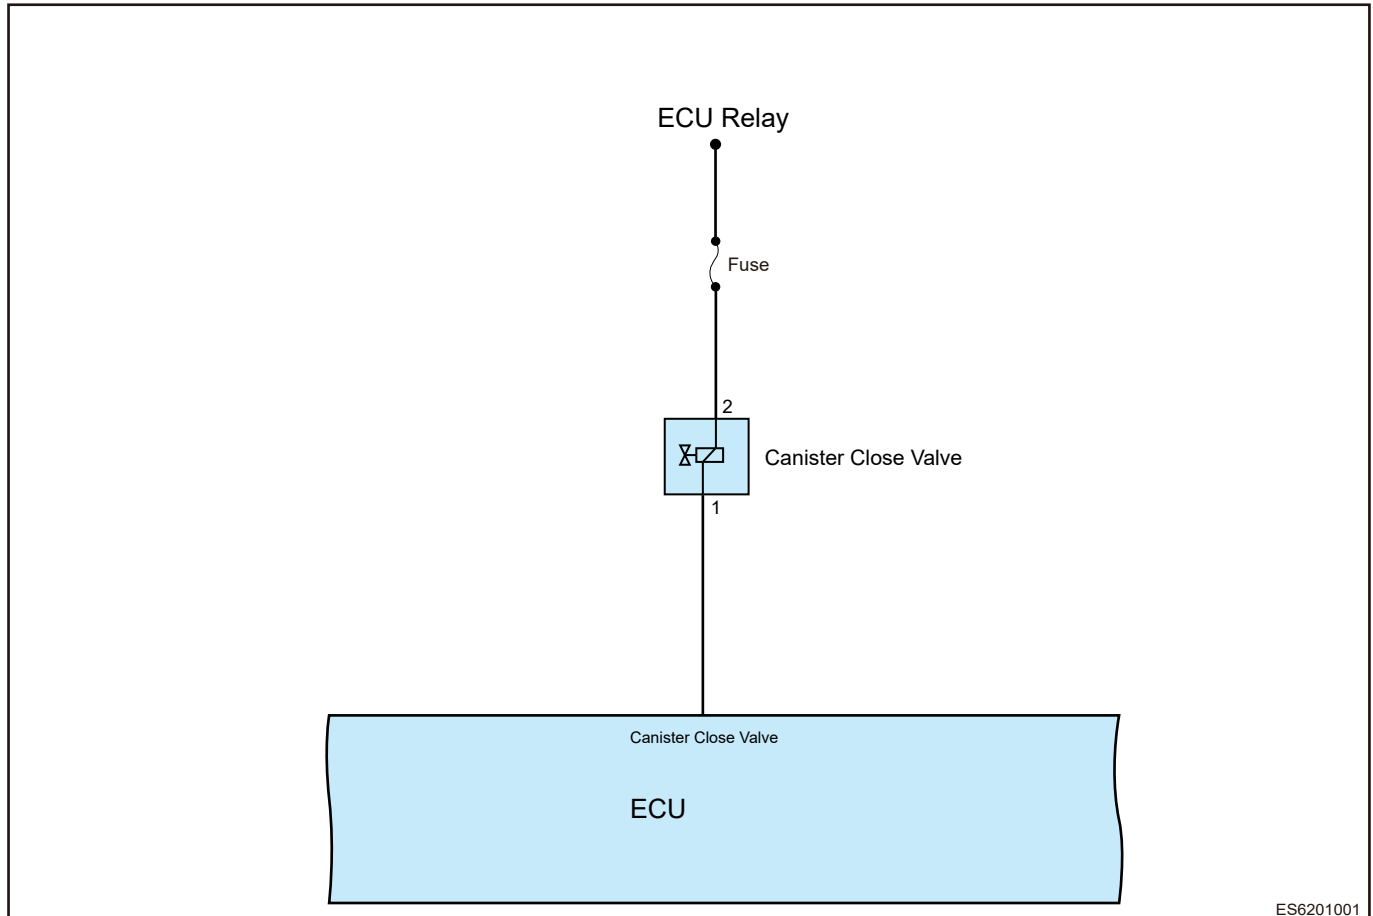 ECU Relay
Fuse
2
Canister Close Valve
1
Canister Close Valve
ECU
ES6201001